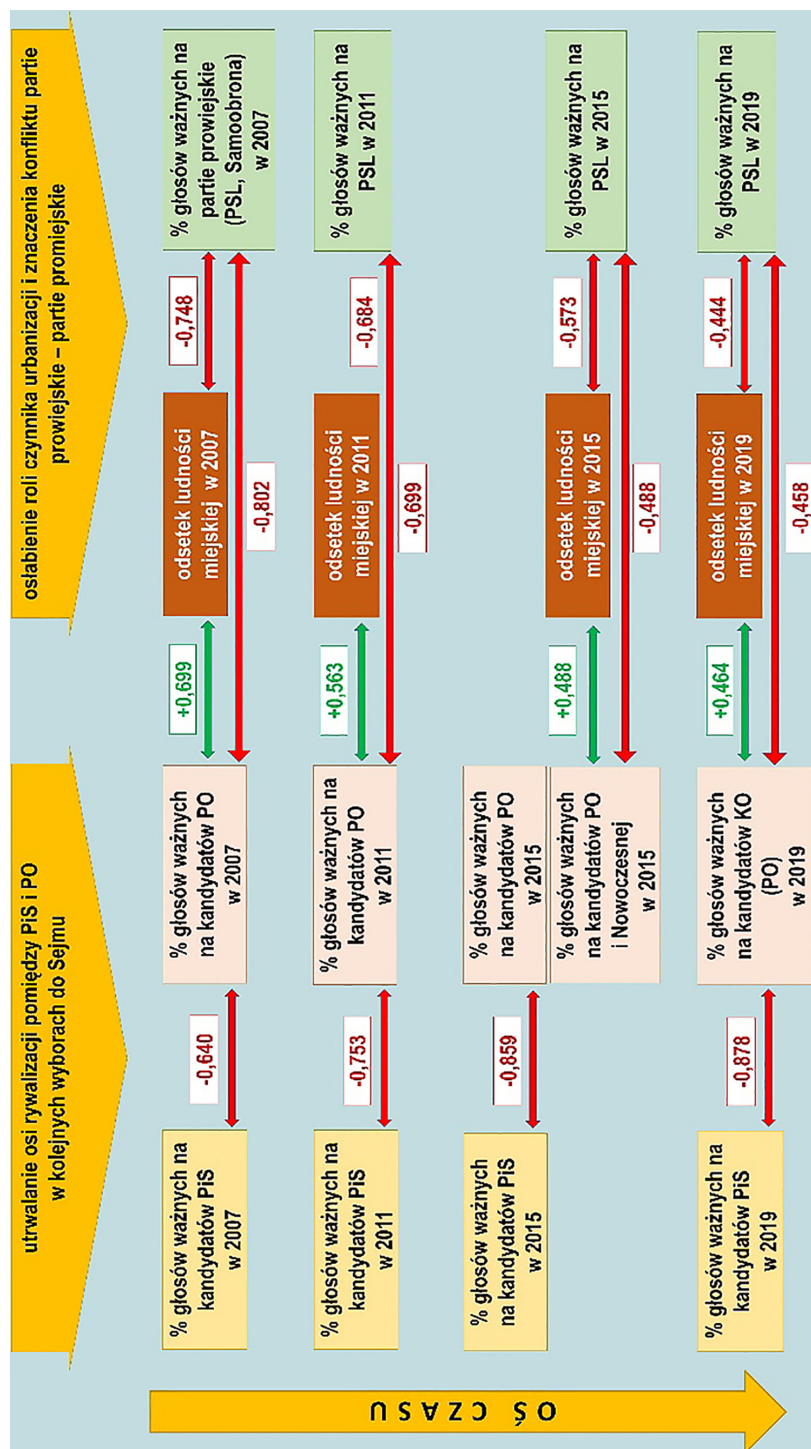 utrwalanie osi rywalizacji pomiędzy PiS i PO
w kolejnych wyborach do Sejmu
osłabienie roli czynnika urbanizacji i znaczenia konfliktu partie
prowiejskie – partie promiejskie
OŚ CZASU
% głosów ważnych na
kandydatów PiS
w 2007
-0,640
% głosów ważnych
na kandydatów PO
w 2007
+0,699
odsetek ludności
miejskiej w 2007
-0,748
% głosów ważnych na
partie prowiejskie
(PSL, Samoobrona)
w 2007
-0,802
% głosów ważnych na
kandydatów PiS
w 2011
-0,753
% głosów ważnych na
kandydatów PO
w 2011
+0,563
odsetek ludności
miejskiej w 2011
-0,684
% głosów ważnych na
PSL w 2011
-0,699
% głosów ważnych
na kandydatów PiS
w 2015
-0,859
% głosów ważnych
na kandydatów PO
w 2015
% głosów ważnych
na kandydatów PO
i Nowoczesnej
w 2015
+0,488
odsetek ludności
miejskiej w 2015
-0,573
% głosów ważnych na
PSL w 2015
-0,488
% głosów ważnych na
kandydatów PiS
w 2019
-0,878
% głosów ważnych
na kandydatów KO
(PO)
w 2019
+0,464
odsetek ludności
miejskiej w 2019
-0,444
% głosów ważnych na
PSL w 2019
-0,458